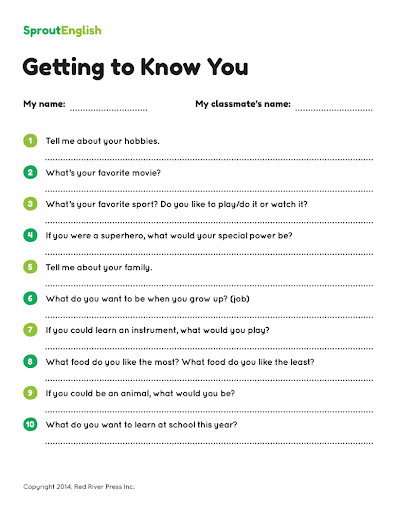 SproutEnglish
Getting to Know You
My name: My classmate's name:
1 Tell me about your hobbies.
2 What's your favorite movie?
3 What's your favorite sport? Do you like to play/do it or watch it?
4 If you were a superhero, what would your special power be?
5 Tell me about your family.
6 What do you want to be when you grow up? (job)
7 If you could learn an instrument, what would you play?
8 What food do you like the most? What food do you like the least?
9 If you could be an animal, what would you be?
10 What do you want to learn at school this year?
Copyright 2014, Red River Press Inc.